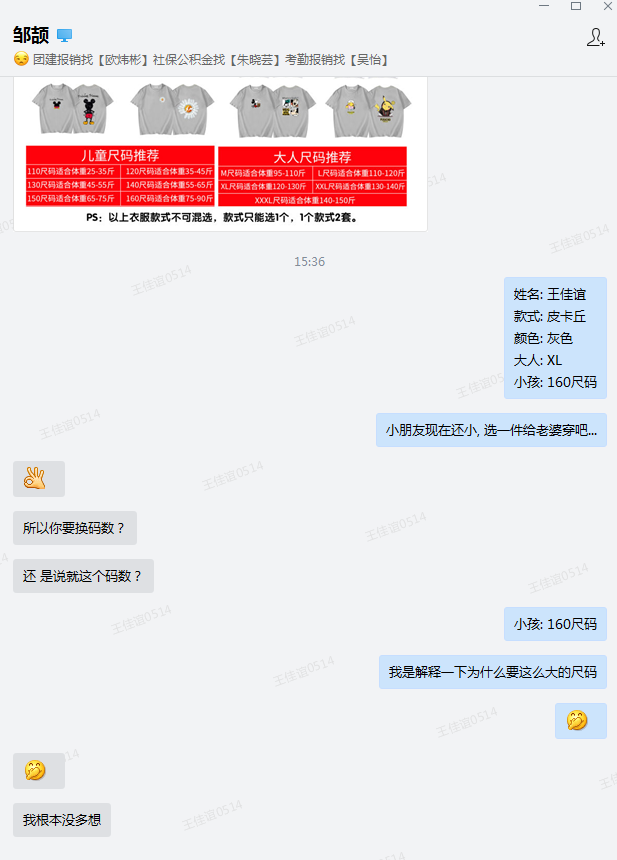 邹颉
团建报销找【欧炜彬】社保公积金找【朱晓芸】考勤报销找【吴怡】
儿童尺码推荐
110尺码适合体重25-35斤 120尺码适合体重35-45斤
130尺码适合体重45-55斤 140尺码适合体重55-65斤
150尺码适合体重65-75斤 160尺码适合体重75-90斤
大人尺码推荐
M尺码适合体重95-110斤 L尺码适合体重110-120斤
XL尺码适合体重120-130斤 XXL尺码适合体重130-140斤
XXXL尺码适合体重140-150斤
PS：以上衣服款式不可混选，款式只能选1个，1个款式2套。
15:36
姓名: 王佳谊
款式: 皮卡丘
颜色: 灰色
大人: XL
小孩: 160尺码
小朋友现在还小, 选一件给老婆穿吧...
所以你要换码数？
还 是说就这个码数？
小孩: 160尺码
我是解释一下为什么要这么大的尺码
我根本没多想
王佳谊0514